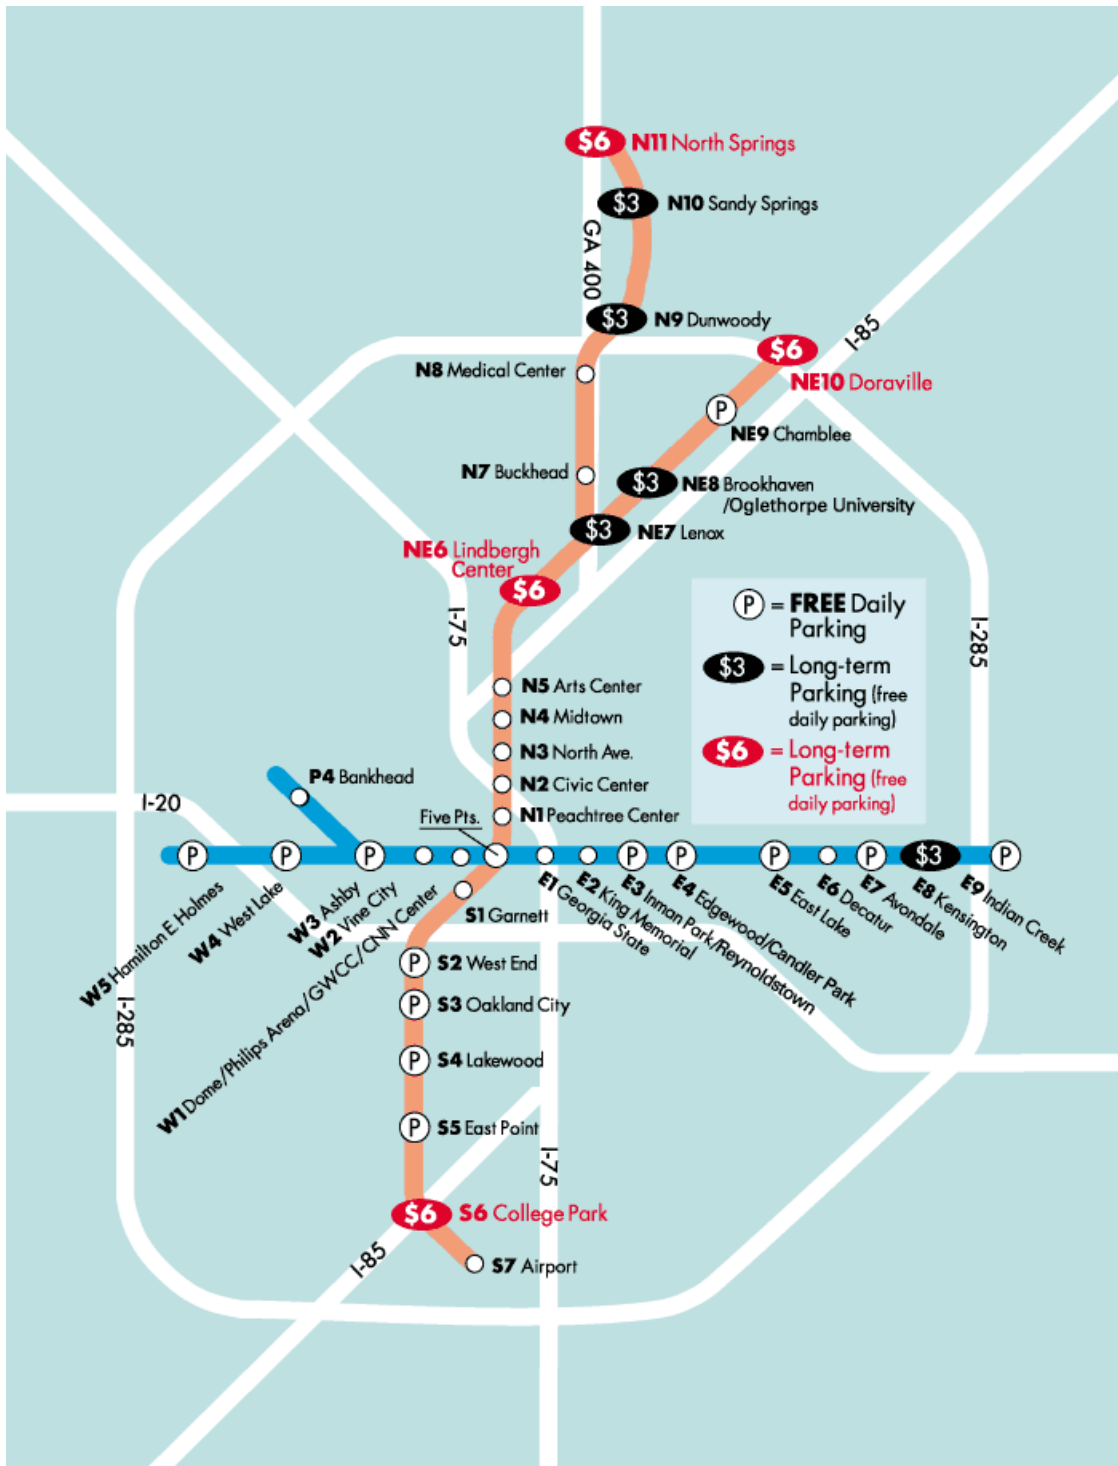 $6 N11 North Springs
$3 N10 Sandy Springs
GA 400
$3 N9 Dunwoody
I-85
$6
NE10 Doraville
N8 Medical Center
P
NE9 Chamblee
N7 Buckhead
$3 NE8 Brookhaven
/Oglethorpe University
$3 NE7 Lenox
NE6 Lindbergh
Center
$6
I-75
I-285
P = FREE Daily
Parking
$3 = Long-term
Parking (free
daily parking)
$6 = Long-term
Parking (free
daily parking)
N5 Arts Center
N4 Midtown
N3 North Ave.
N2 Civic Center
N1 Peachtree Center
P4 Bankhead
I-20
Five Pts.
P P P P P P P $3 P
W5 Hamilton E. Holmes
W4 West Lake
W3 Ashby
W2 Vine City
W1 Dome/Philips Arena/GWCC/CNN Center
E1 Georgia State
E2 King Memorial
E3 Inman Park/Reynoldstown
E4 Edgewood/Candler Park
E5 East Lake
E6 Decatur
E7 Avondale
E8 Kensington
E9 Indian Creek
S1 Garnett
P S2 West End
P S3 Oakland City
I-285
P S4 Lakewood
P S5 East Point
I-75
$6 S6 College Park
I-85
S7 Airport